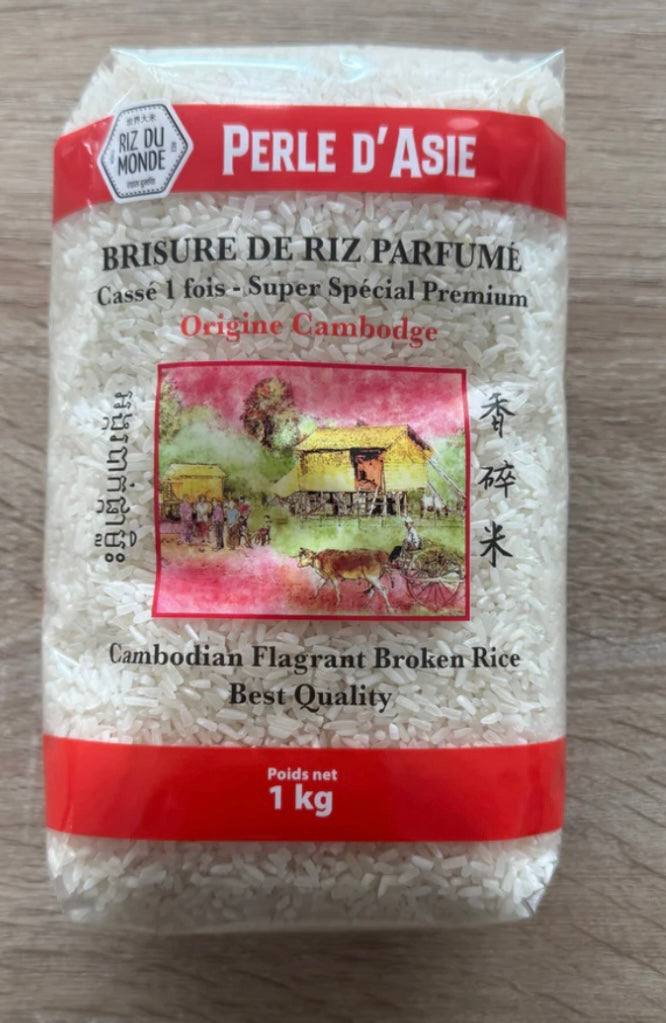 世界大米
RIZ DU
MONDE
PERLE D'ASIE
BRISURE DE RIZ PARFUMÉ
Cassé 1 fois - Super Spécial Premium
Origine Cambodge
香碎米
Cambodian Flagrant Broken Rice
Best Quality
Poids net
1 kg